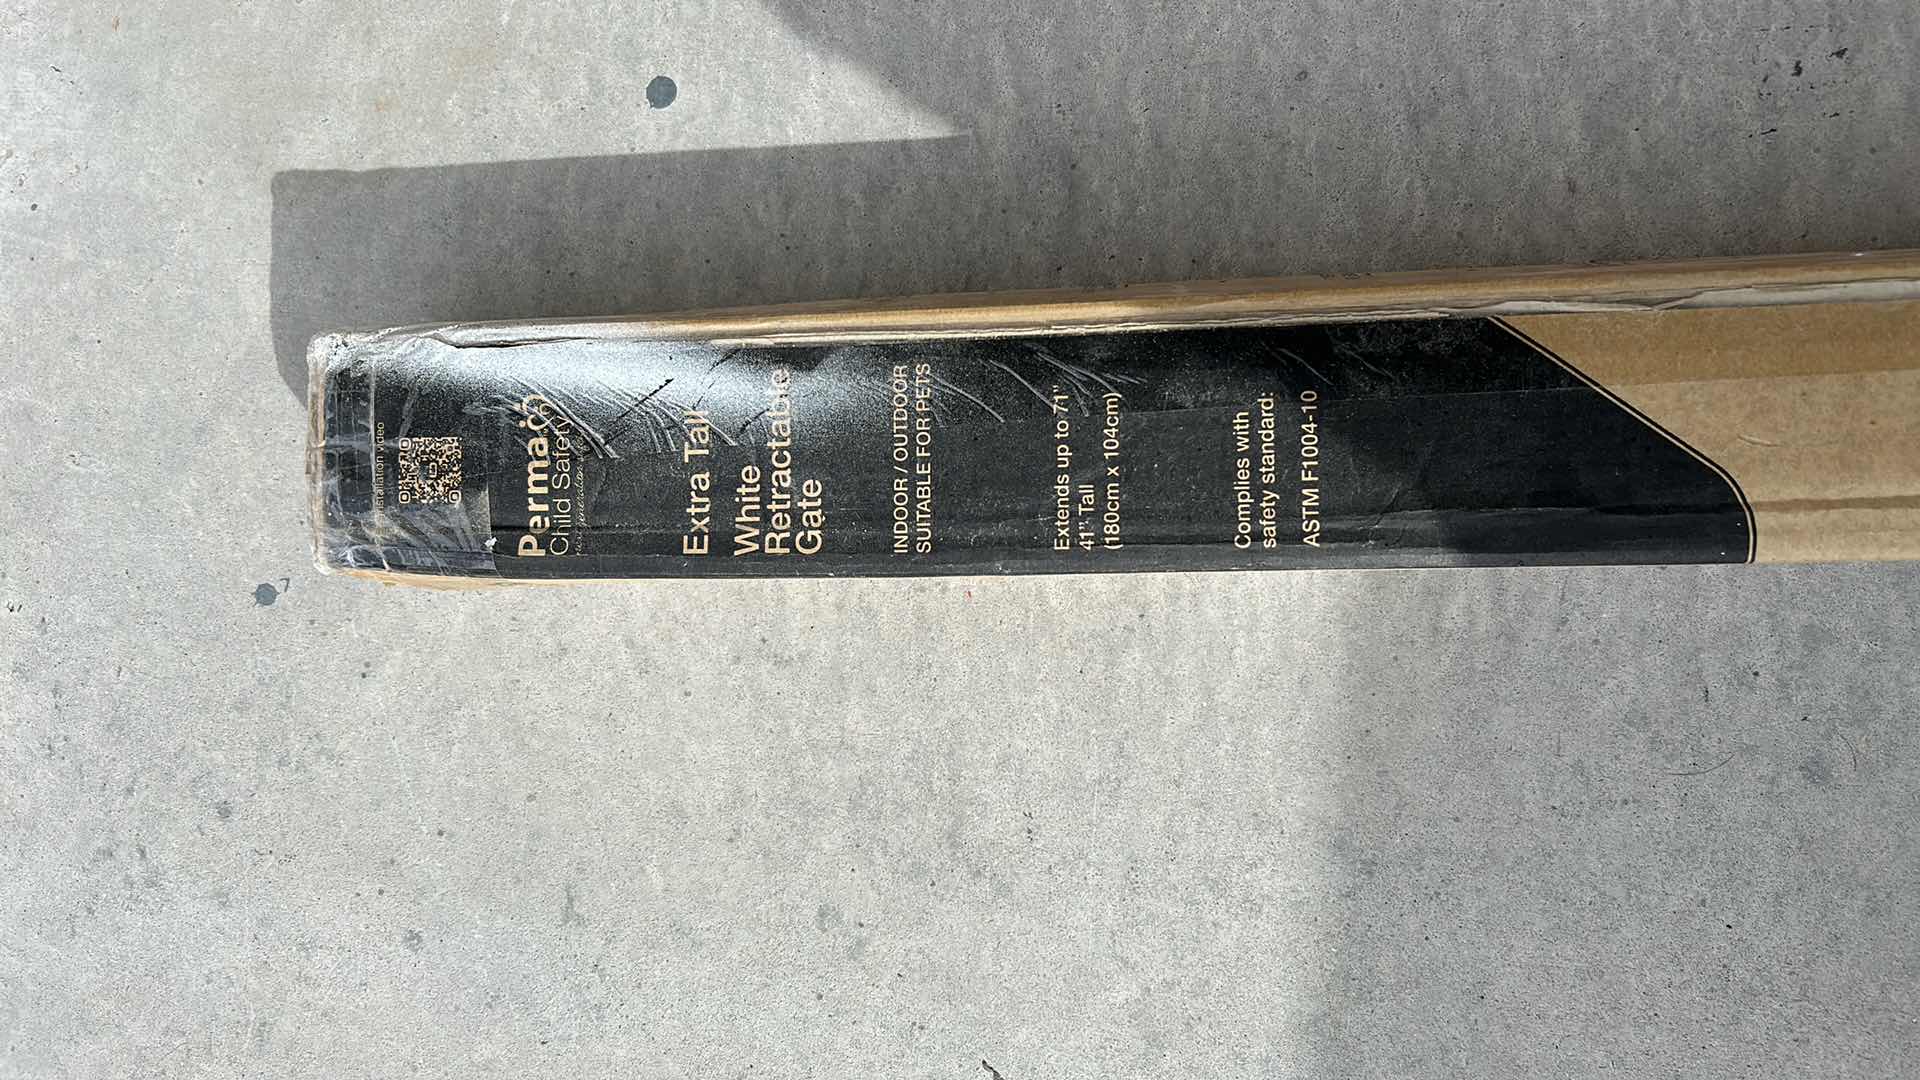 installation video
Perma
Child Safety
Extra Tall
White
Retractable
Gate
INDOOR / OUTDOOR
SUITABLE FOR PETS
Extends up to 71"
41" Tall
(180cm x 104cm)
Complies with
safety standard:
ASTM F1004-10